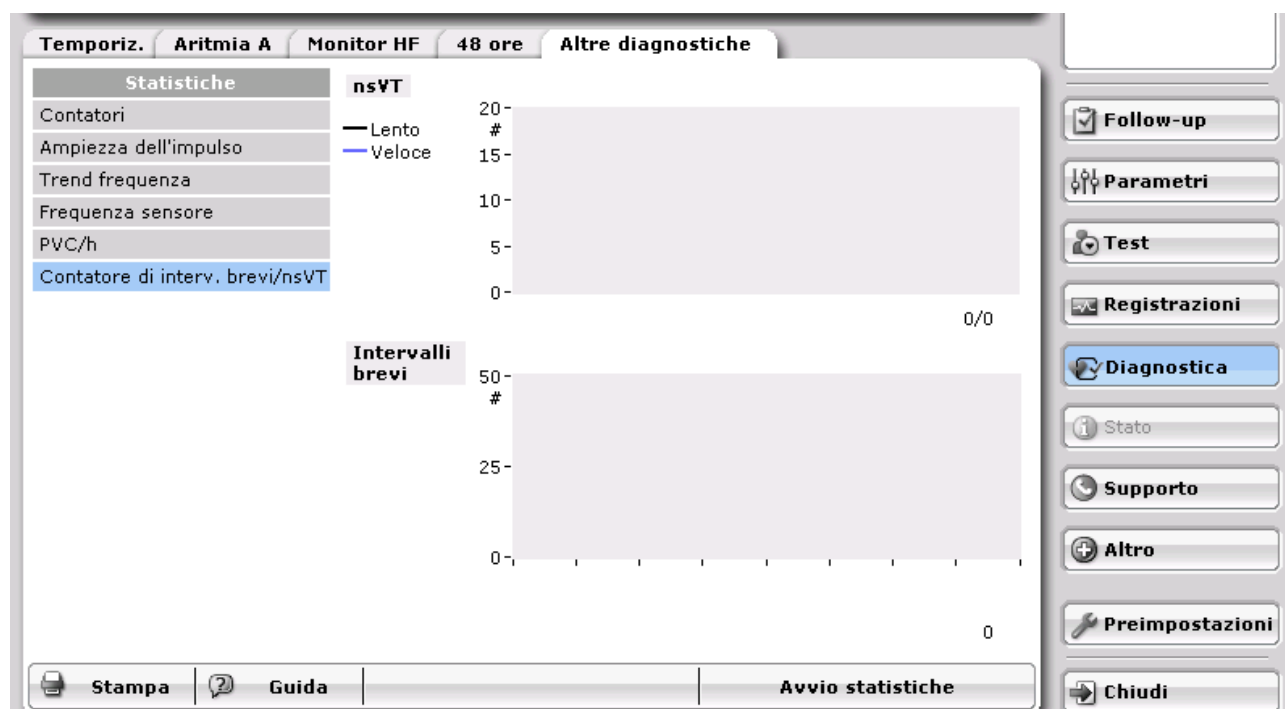 Temporiz. Aritmia A Monitor HF 48 ore Altre diagnostiche
Statistiche
Contatori
Ampiezza dell'impulso
Trend frequenza
Frequenza sensore
PVC/h
Contatore di interv. brevi/nsVT
nsVT
Lento
Veloce
20
#
15
10
5
0
0/0
Intervalli
brevi
50
#
25
0
0
Follow-up
Parametri
Test
Registrazioni
Diagnostica
Stato
Supporto
Altro
Preimpostazioni
Chiudi
Stampa Guida Avvio statistiche